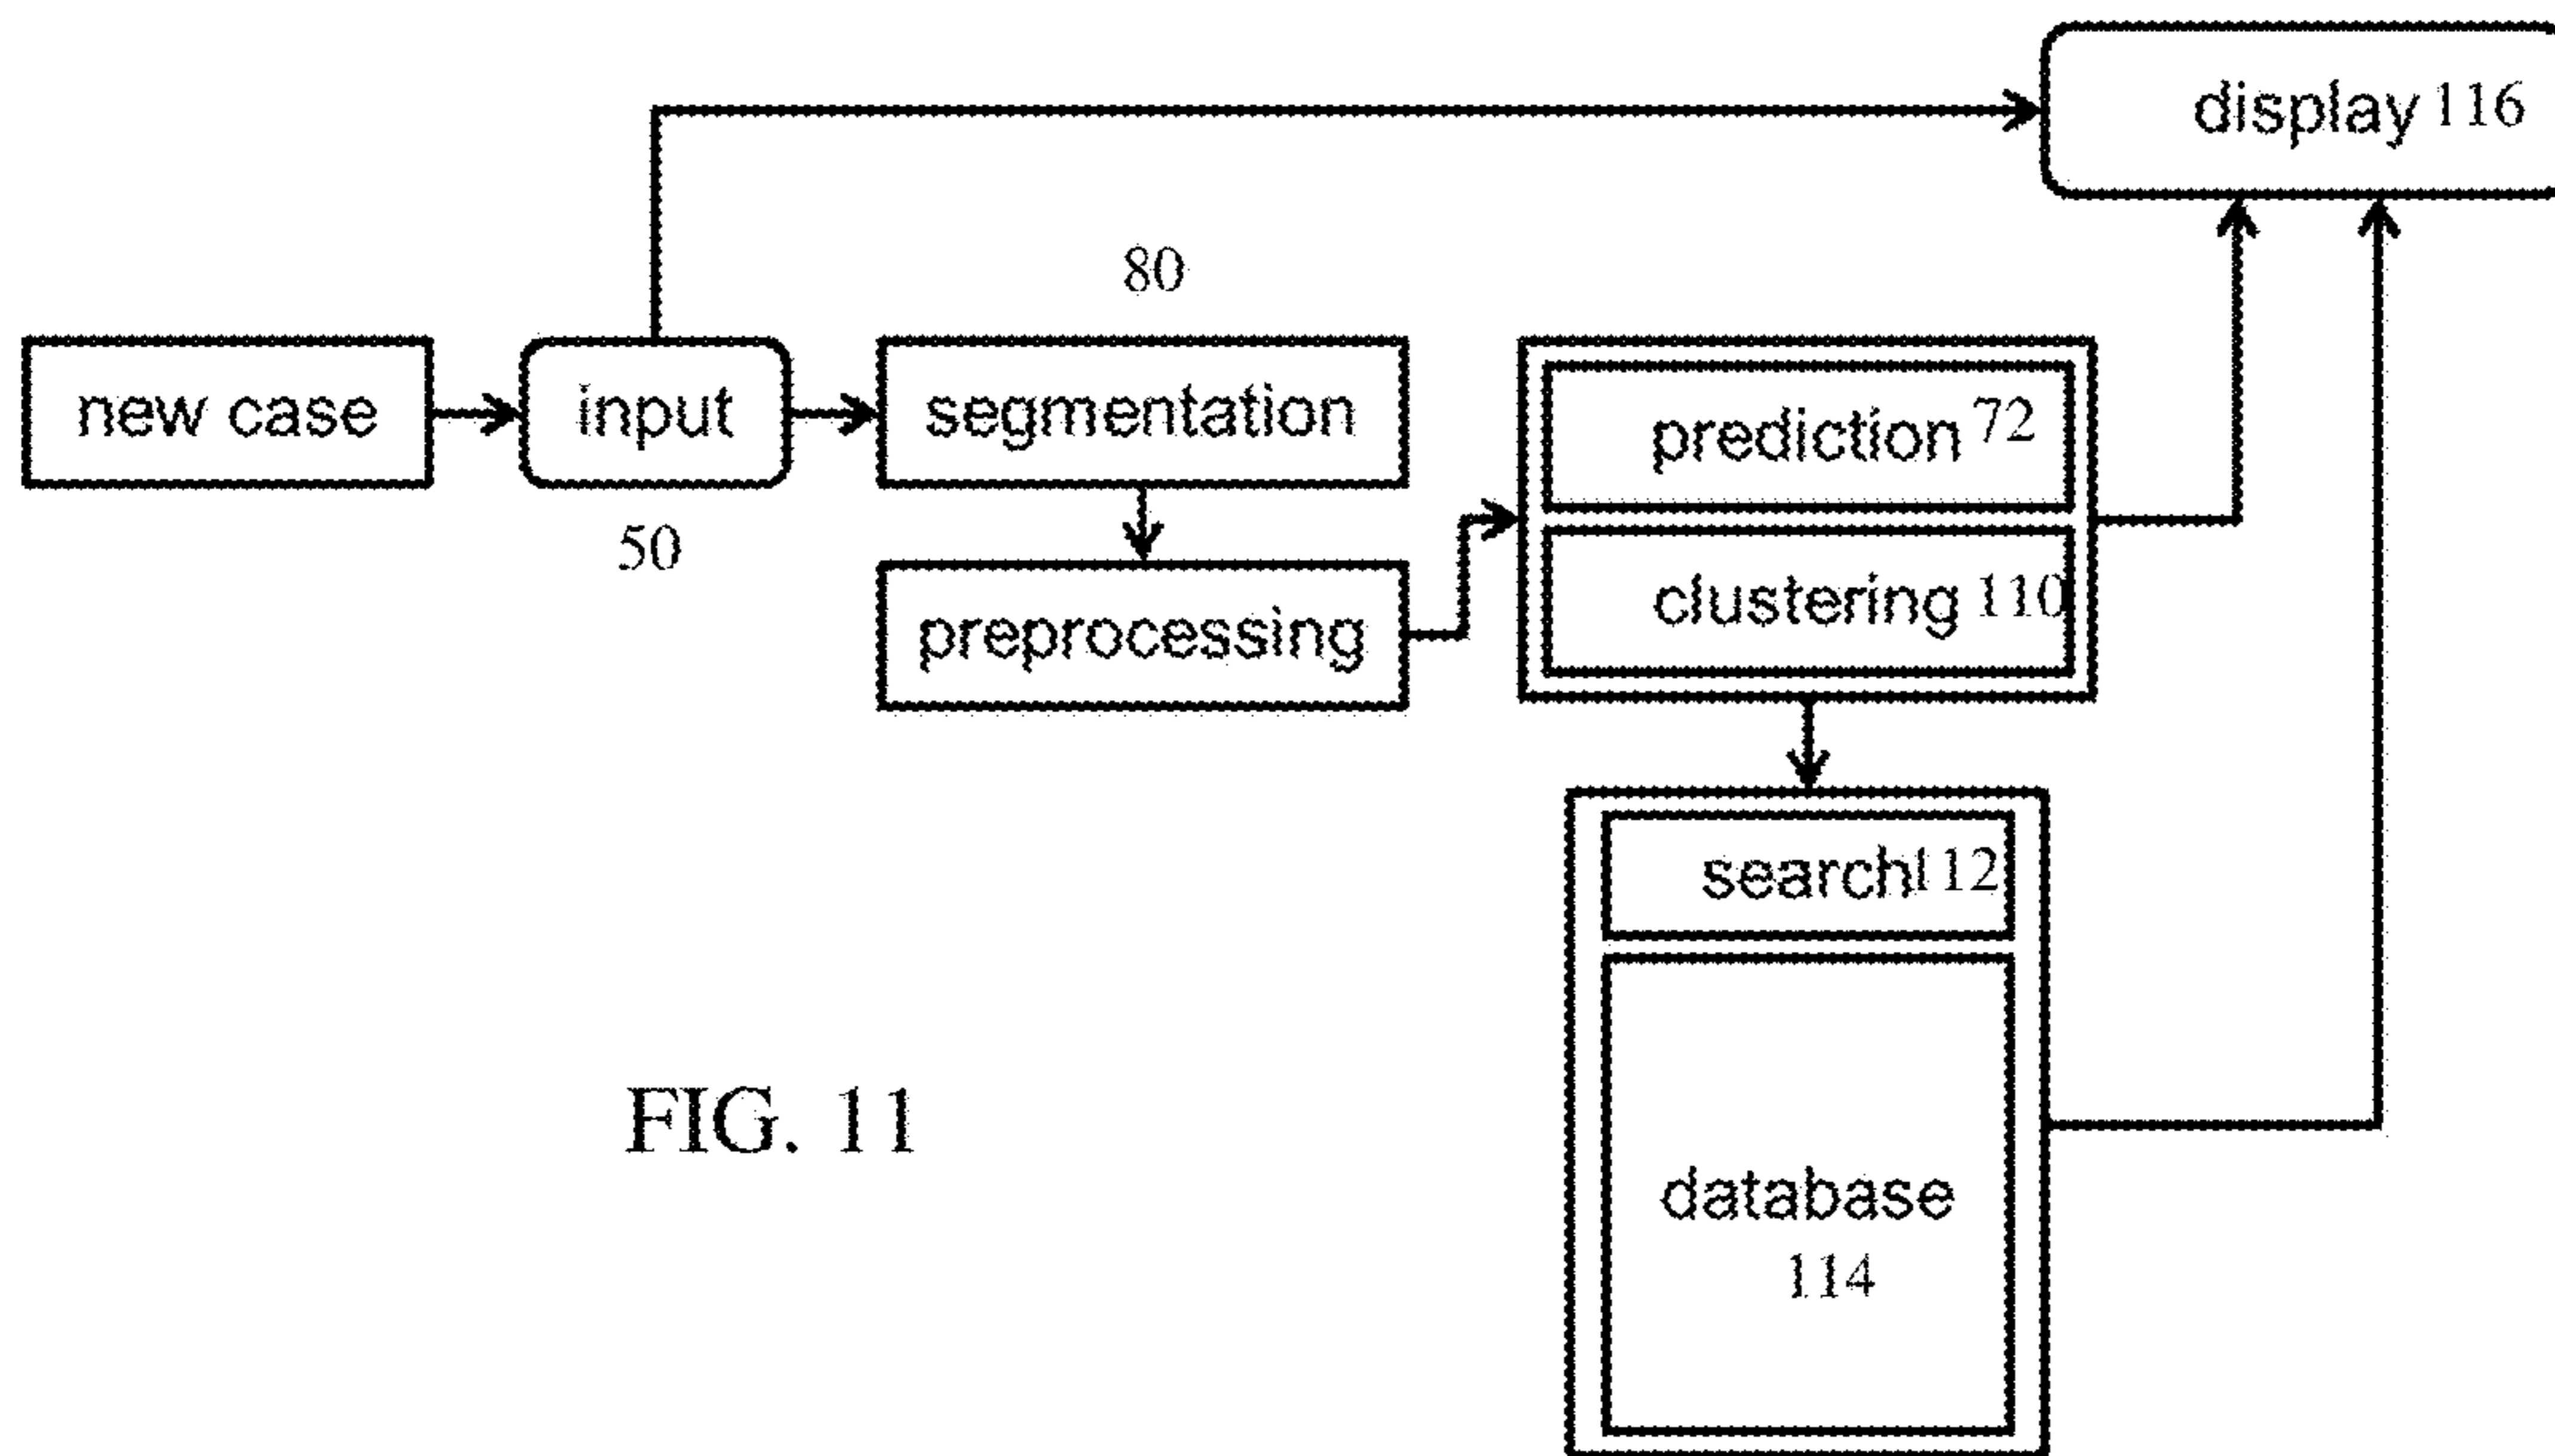 display 116
80
new case
input
segmentation
prediction 72
50
clustering 110
preprocessing
search 112
FIG. 11
database
114